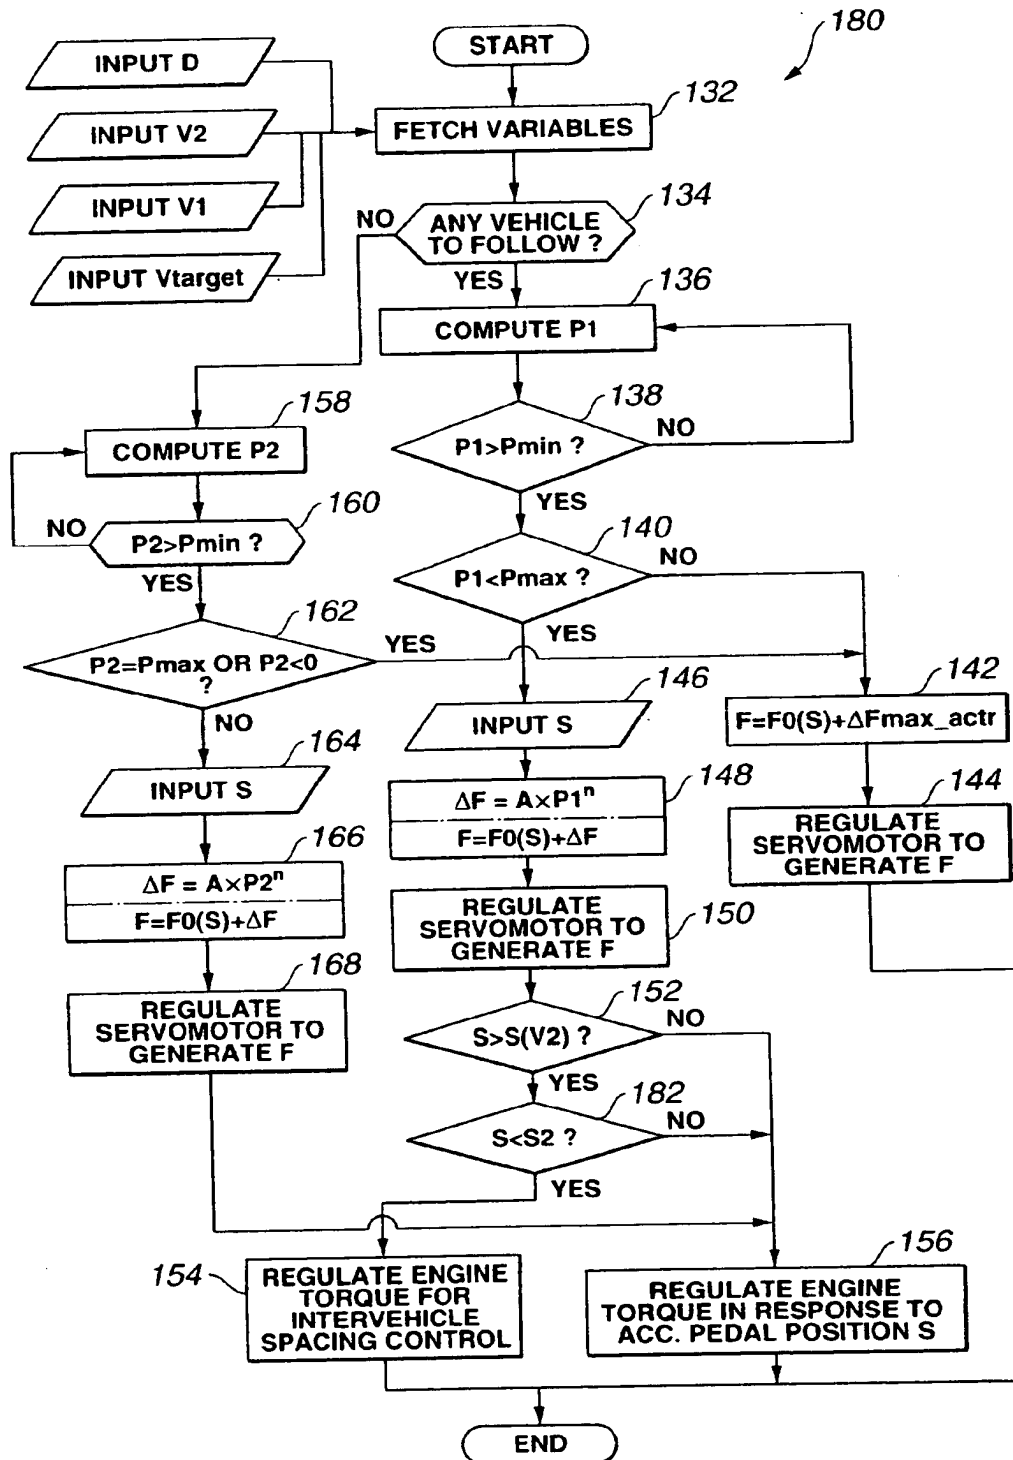 180
START
INPUT D
INPUT V2
INPUT V1
INPUT Vtarget
132
FETCH VARIABLES
134
NO
ANY VEHICLE
TO FOLLOW ?
YES
136
COMPUTE P1
138
P1>Pmin ?
NO
YES
158
COMPUTE P2
160
NO
P2>Pmin ?
YES
140
NO
P1<Pmax ?
YES
162
YES
P2=Pmax OR P2<0
?
NO
142
F=F0(S)+ΔFmax_actr
144
REGULATE
SERVOMOTOR TO
GENERATE F
146
INPUT S
148
ΔF = A×P1ⁿ
F=F0(S)+ΔF
150
REGULATE
SERVOMOTOR TO
GENERATE F
164
INPUT S
166
ΔF = A×P2ⁿ
F=F0(S)+ΔF
168
REGULATE
SERVOMOTOR TO
GENERATE F
152
S>S(V2) ?
NO
YES
182
S<S2 ?
NO
YES
154
REGULATE ENGINE
TORQUE FOR
INTERVEHICLE
SPACING CONTROL
156
REGULATE ENGINE
TORQUE IN RESPONSE TO
ACC. PEDAL POSITION S
END